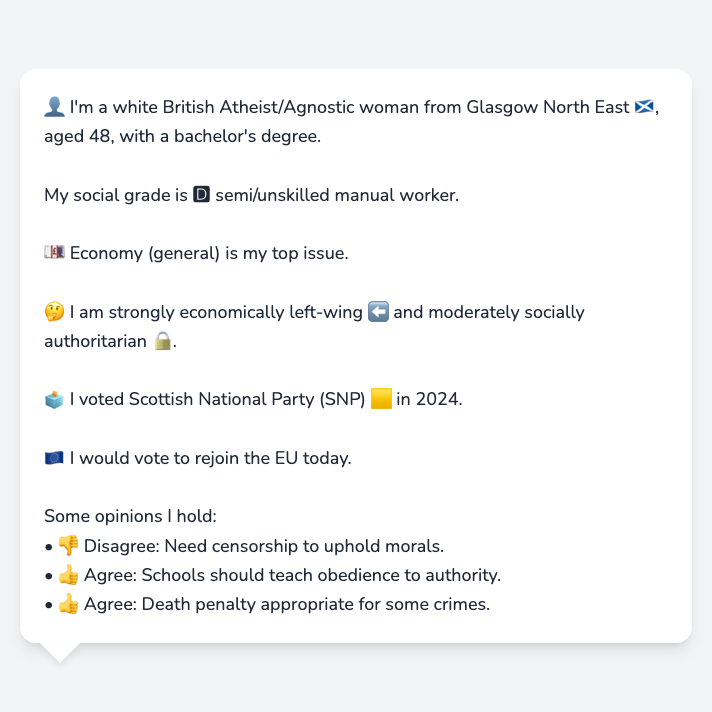 👤 I'm a white British Atheist/Agnostic woman from Glasgow North East 🏴󠁧󠁢󠁳󠁣󠁴󠁿,
aged 48, with a bachelor's degree.
My social grade is 🅳 semi/unskilled manual worker.
💷 Economy (general) is my top issue.
🤔 I am strongly economically left-wing ⬅️ and moderately socially
authoritarian 🔒.
🗳️ I voted Scottish National Party (SNP) 🟨 in 2024.
🇪🇺 I would vote to rejoin the EU today.
Some opinions I hold:
• 👎 Disagree: Need censorship to uphold morals.
• 👍 Agree: Schools should teach obedience to authority.
• 👍 Agree: Death penalty appropriate for some crimes.